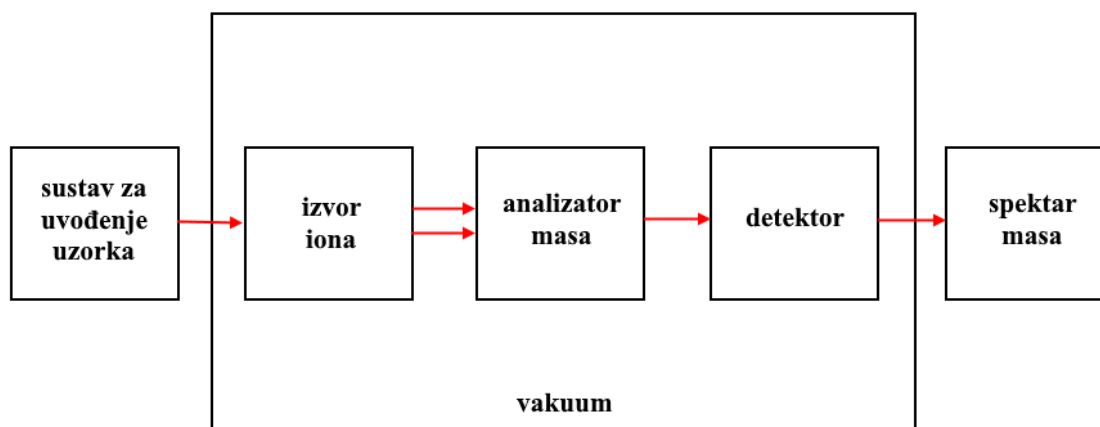 sustav za
uvođenje
uzorka
izvor
iona
analizator
masa
detektor
spektar
masa
vakuum